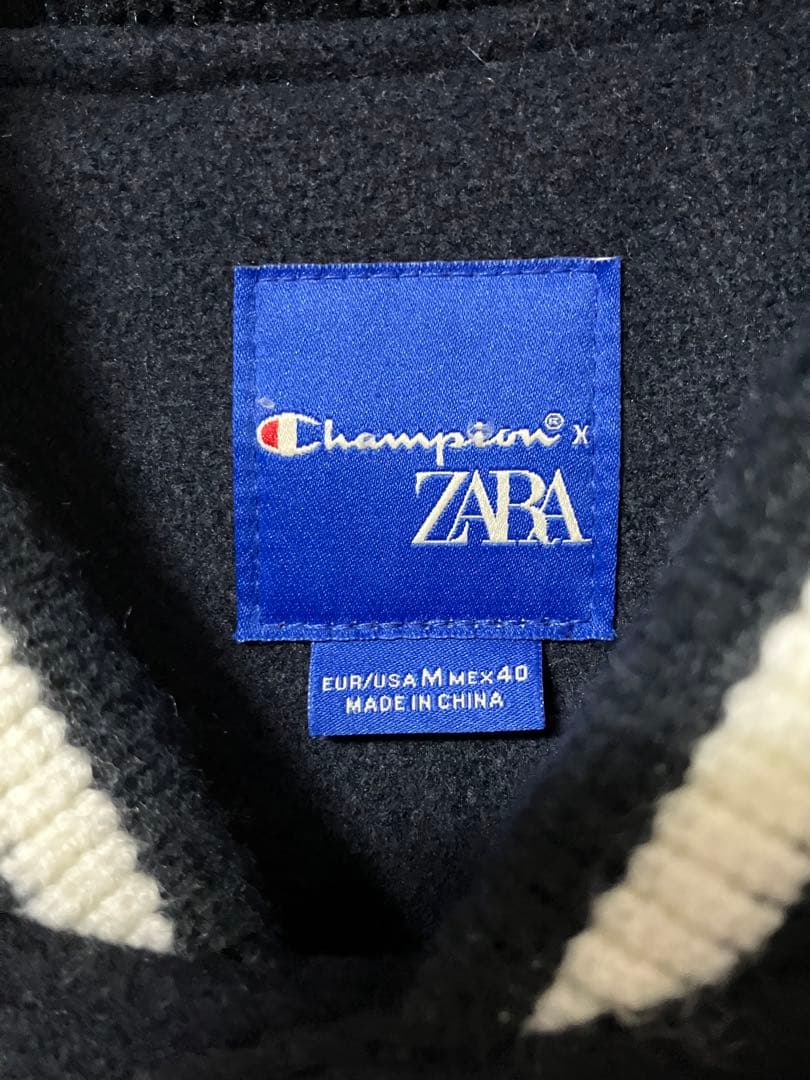 Champion® X
ZARA
EUR/USA M MEX 40
MADE IN CHINA